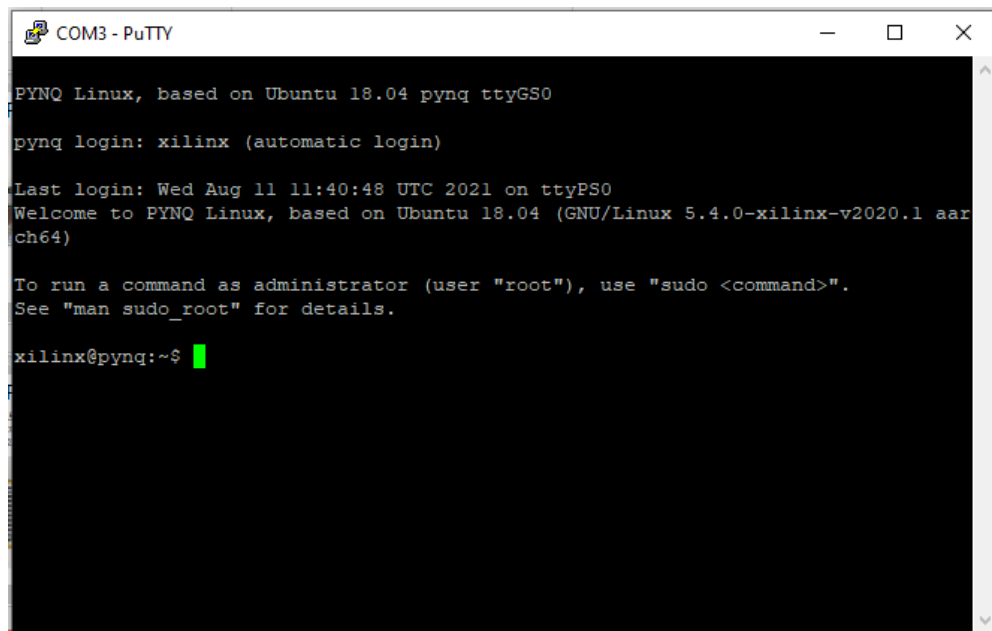 COM3 - PuTTY
PYNQ Linux, based on Ubuntu 18.04 pynq ttyGS0
pynq login: xilinx (automatic login)
Last login: Wed Aug 11 11:40:48 UTC 2021 on ttyPS0
Welcome to PYNQ Linux, based on Ubuntu 18.04 (GNU/Linux 5.4.0-xilinx-v2020.1 aar
ch64)
To run a command as administrator (user "root"), use "sudo <command>".
See "man sudo_root" for details.
xilinx@pynq:~$